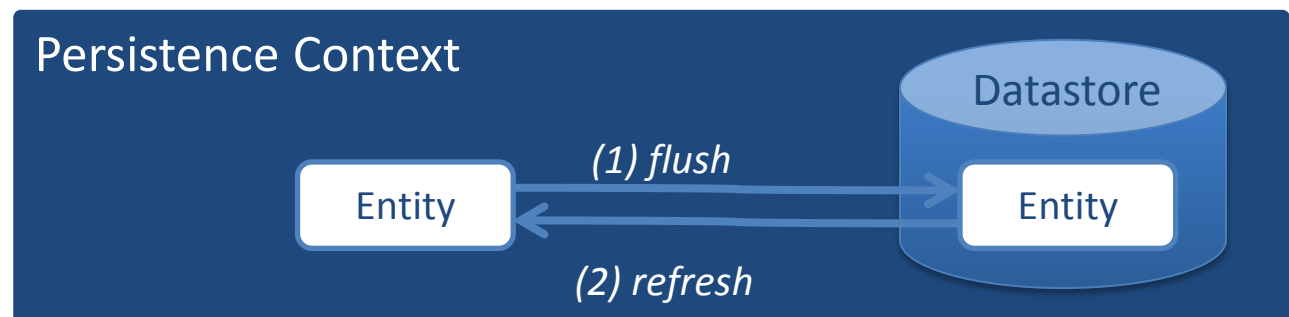 Persistence Context
Datastore
(1) flush
Entity
Entity
(2) refresh